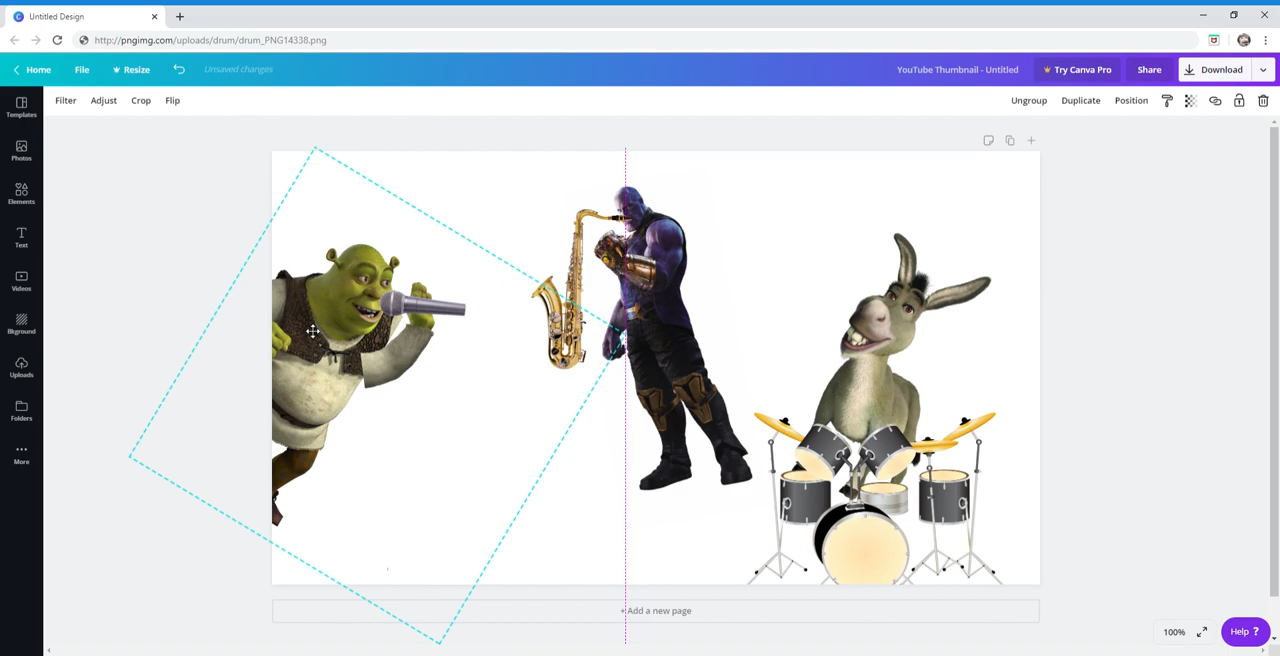 Untitled Design
http://pngimg.com/uploads/drum/drum_PNG14338.png
Home File Resize Unsaved changes YouTube Thumbnail - Untitled Try Canva Pro Share Download
Filter Adjust Crop Flip Ungroup Duplicate Position
Templates
Photos
Elements
Text
Videos
Bkground
Uploads
Folders
More
+ Add a new page
100% Help ?